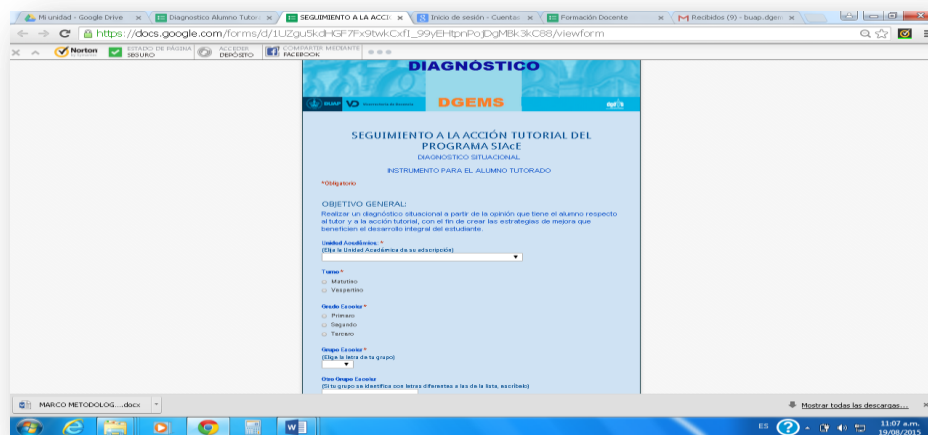 Mi unidad - Google Drive
Diagnostico Alumno Tutor
SEGUIMIENTO A LA ACCI
Inicio de sesión - Cuentas
Formación Docente
Recibidos (9) - buap.dgem
https://docs.google.com/forms/d/1UZgu5kdHGF7Fx9twkCxfT_99yEHtpnPoJDgMBk3kC88/viewform
Norton
ESTADO DE PÁGINA
SEGURO
ACCEDER
DEPÓSITO
COMPARTIR MEDIANTE
FACEBOOK
DIAGNÓSTICO
BUAP
VD
DGEMS
SEGUIMIENTO A LA ACCIÓN TUTORIAL DEL
PROGRAMA SIAcE
DIAGNOSTICO SITUACIONAL
INSTRUMENTO PARA EL ALUMNO TUTORADO
*Obligatorio
OBJETIVO GENERAL:
Realizar un diagnóstico situacional a partir de la opinión que tiene el alumno respecto
al tutor y a la acción tutorial, con el fin de crear las estrategias de mejora que
beneficien el desarrollo integral del estudiante.
Unidad Académica: *
(Elija la Unidad Académica de su adscripción)
Turno *
Matutino
Vespertino
Grado Escolar *
Primero
Segundo
Tercero
Grupo Escolar *
(Elige la letra de tu grupo)
Otro Grupo Escolar
(Si tu grupo se identifica con letras diferentes a las de la lista, escríbelo)
MARCO METODOLOG....docx
Mostrar todas las descargas...
ES
11:07 a.m.
19/08/2015